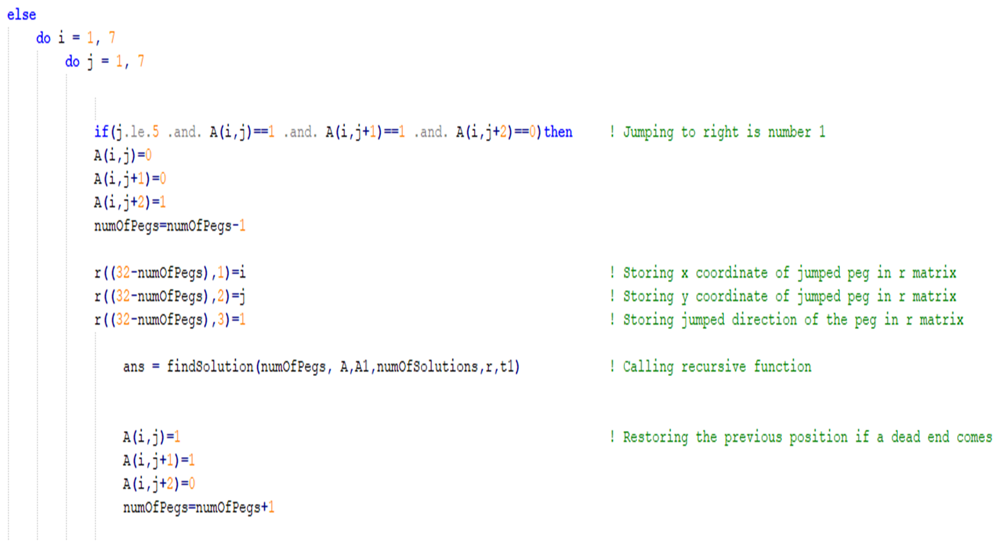 else
do i = 1, 7
do j = 1, 7
if(j.le.5 .and. A(i,j)==1 .and. A(i,j+1)==1 .and. A(i,j+2)==0)then ! Jumping to right is number 1
A(i,j)=0
A(i,j+1)=0
A(i,j+2)=1
numOfPegs=numOfPegs-1
r((32-numOfPegs),1)=i ! Storing x coordinate of jumped peg in r matrix
r((32-numOfPegs),2)=j ! Storing y coordinate of jumped peg in r matrix
r((32-numOfPegs),3)=1 ! Storing jumped direction of the peg in r matrix
ans = findSolution(numOfPegs, A,A1,numOfSolutions,r,t1) ! Calling recursive function
A(i,j)=1 ! Restoring the previous position if a dead end comes
A(i,j+1)=1
A(i,j+2)=0
numOfPegs=numOfPegs+1